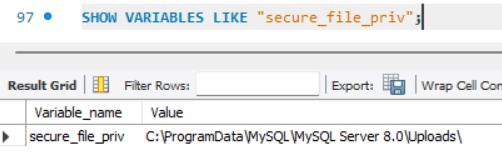 97 SHOW VARIABLES LIKE "secure_file_priv";
Result Grid Filter Rows: Export: Wrap Cell Con
Variable_name Value
secure_file_priv C:\ProgramData\MySQL\MySQL Server 8.0\Uploads\